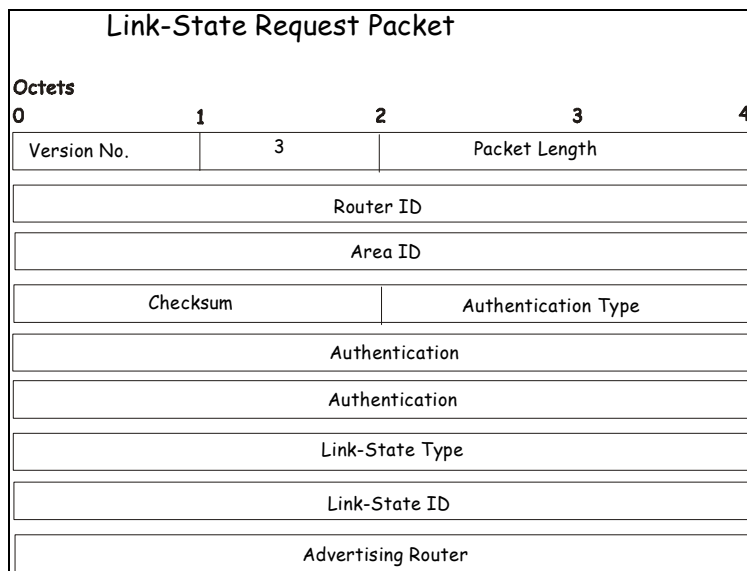 Link-State Request Packet
Octets
0 1 2 3 4
Version No. 3 Packet Length
Router ID
Area ID
Checksum Authentication Type
Authentication
Authentication
Link-State Type
Link-State ID
Advertising Router